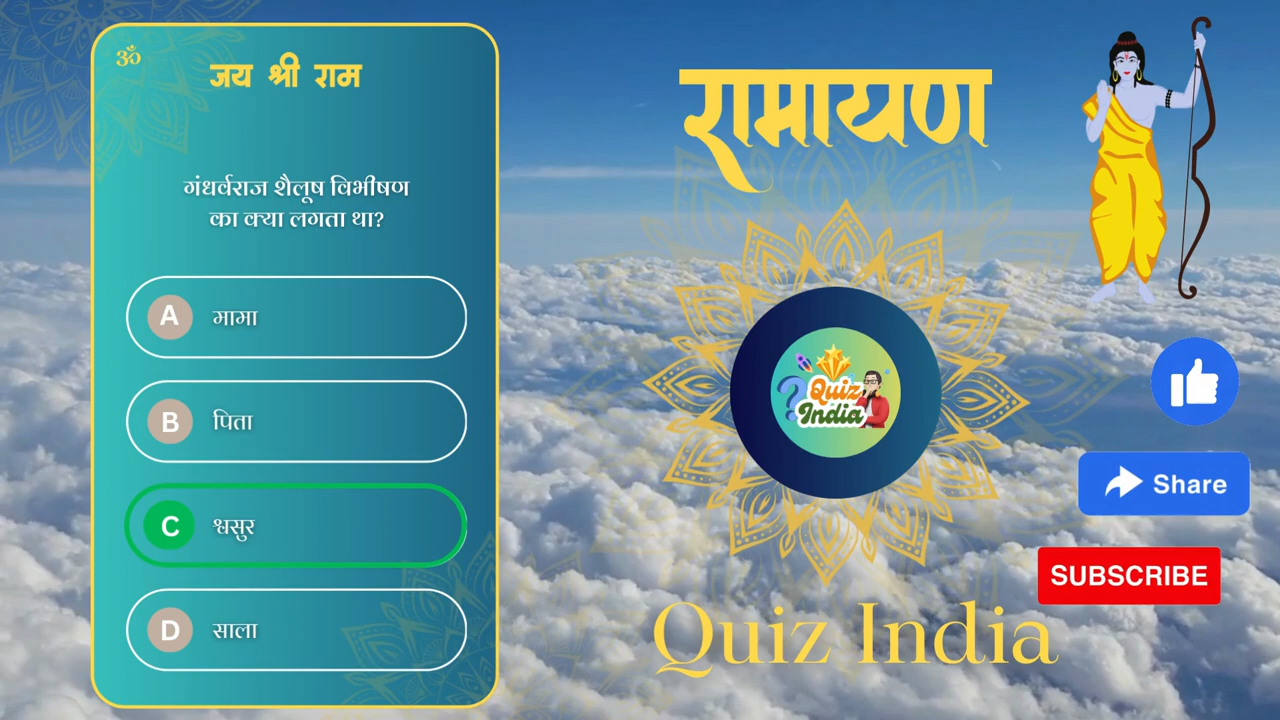 ॐ
जय श्री राम
गंधर्वराज शैलूष विभीषण
का क्या लगता था?
A मामा
B पिता
C श्वसुर
D साला
रामायण
Quiz
India
Share
SUBSCRIBE
Quiz India